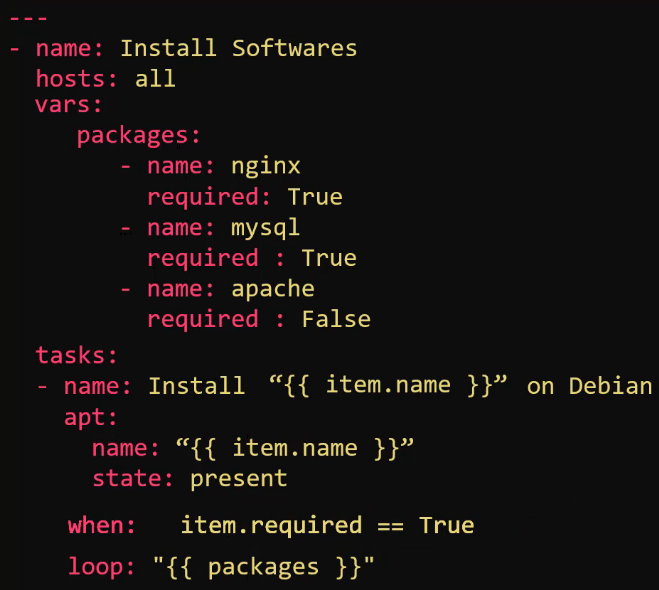 ---
- name: Install Softwares
hosts: all
vars:
packages:
- name: nginx
required: True
- name: mysql
required : True
- name: apache
required : False
tasks:
- name: Install “{{ item.name }}” on Debian
apt:
name: “{{ item.name }}”
state: present
when: item.required == True
loop: "{{ packages }}"